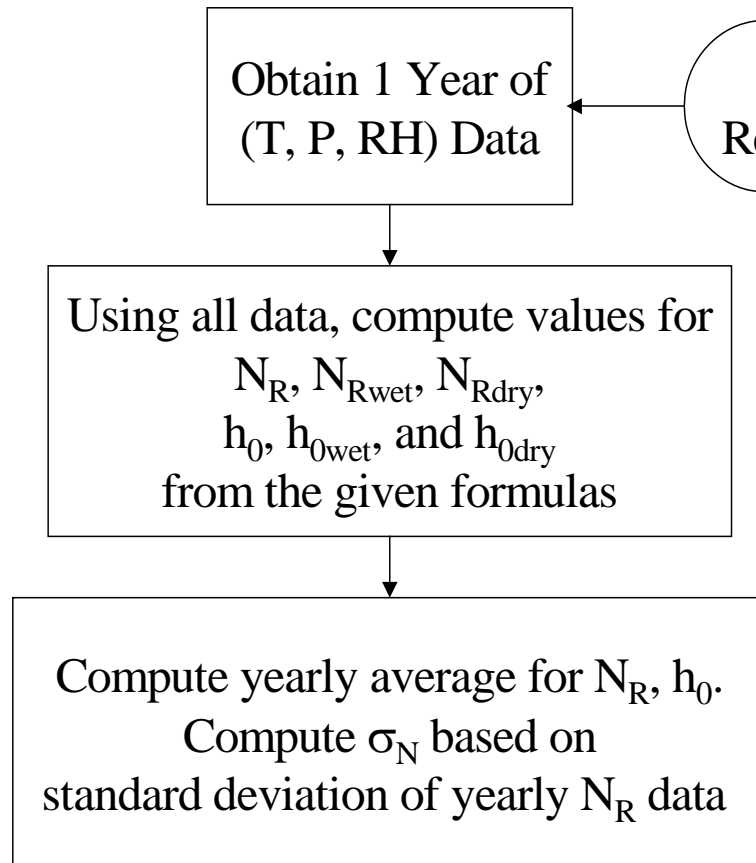 Obtain 1 Year of
(T, P, RH) Data
Using all data, compute values for
N_R, N_Rwet, N_Rdry,
h_0, h_0wet, and h_0dry
from the given formulas
Compute yearly average for N_R, h_0.
Compute σ_N based on
standard deviation of yearly N_R data